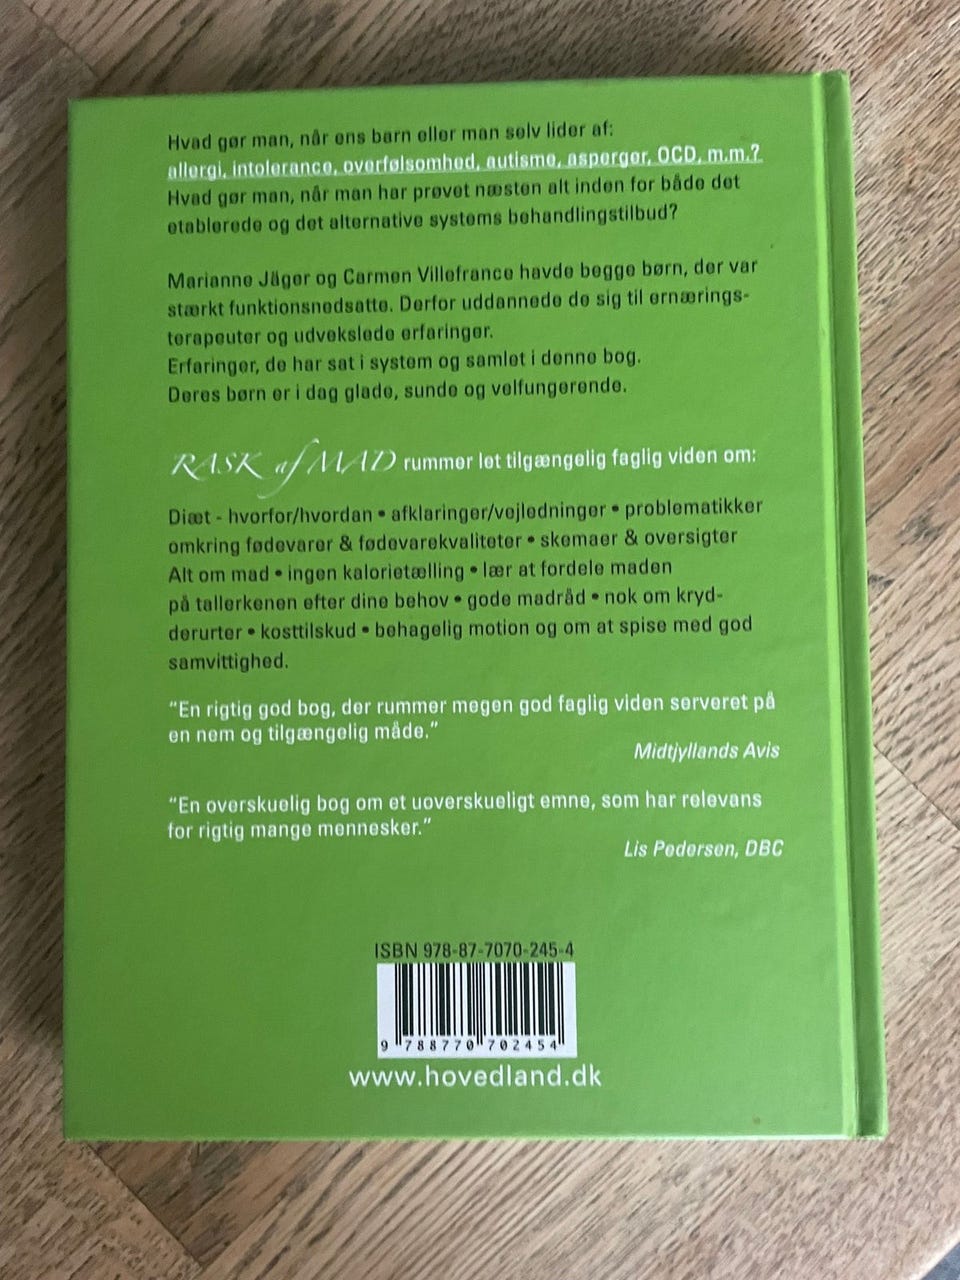 Hvad gør man, når ens barn eller man selv lider af:
allergi, intolerance, overfølsomhed, autisme, asperger, OCD, m.m.?
Hvad gør man, når man har prøvet næsten alt inden for både det
etablerede og det alternative systems behandlingstilbud?
Marianne Jäger og Carmen Villefrance havde begge børn, der var
stærkt funktionsnedsatte. Derfor uddannede de sig til ernærings-
terapeuter og udvekslede erfaringer.
Erfaringer, de har sat i system og samlet i denne bog.
Deres børn er i dag glade, sunde og velfungerende.
RASK af MAD rummer let tilgængelig faglig viden om:
Diæt - hvorfor/hvordan • afklaringer/vejledninger • problematikker
omkring fødevarer & fødevarekvaliteter • skemaer & oversigter
Alt om mad • ingen kalorietælling • lær at fordele maden
på tallerkenen efter dine behov • gode madråd • nok om kryd-
derurter • kosttilskud • behagelig motion og om at spise med god
samvittighed.
"En rigtig god bog, der rummer megen god faglig viden serveret på
en nem og tilgængelig måde."
Midtjyllands Avis
"En overskuelig bog om et uoverskueligt emne, som har relevans
for rigtig mange mennesker."
Lis Pedersen, DBC
ISBN 978-87-7070-245-4
9 788770 702454
www.hovedland.dk